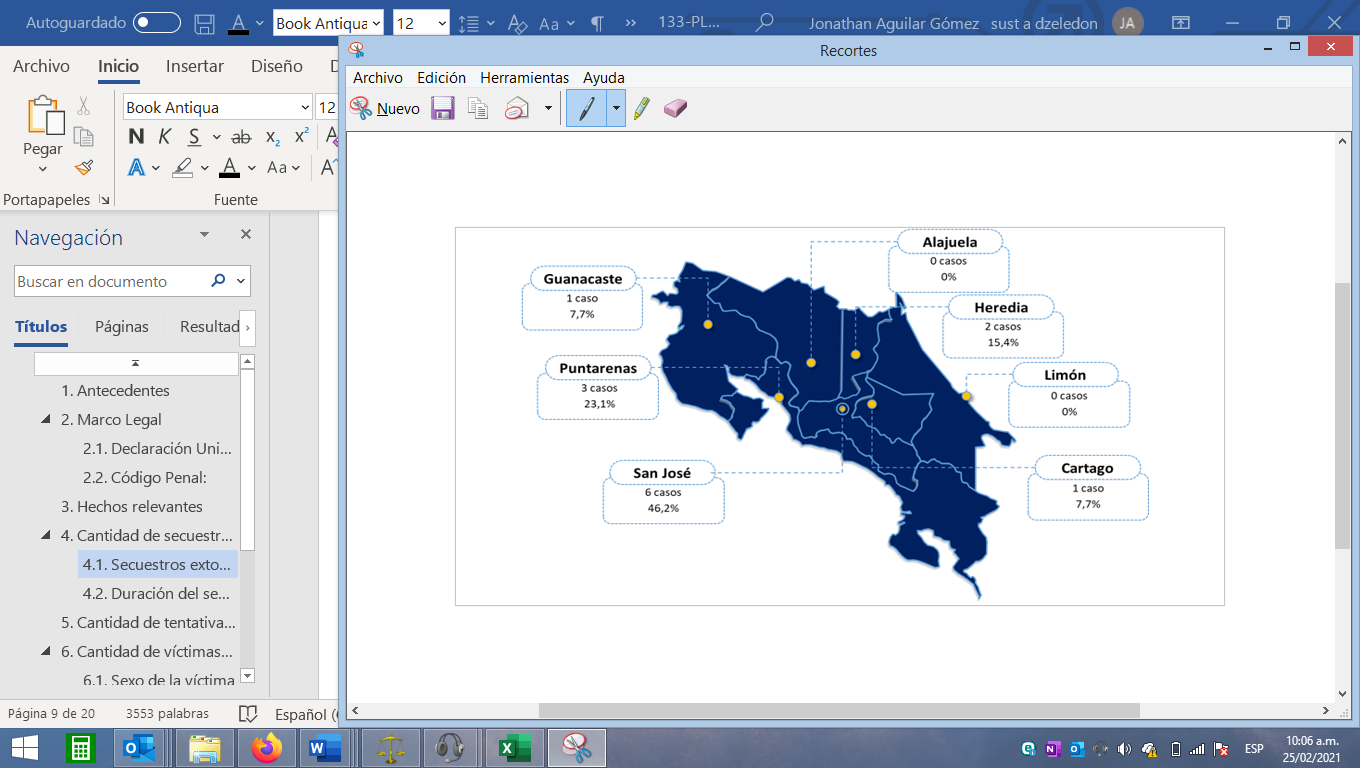 Autoguardado
Book Antiqua
12
Aa
133-PL...
Jonathan Aguilar Gómez
sust a dzeledon
JA
Archivo
Inicio
Insertar
Diseño
Book Antiqua
12
Pegar
N K S ab x₂ x²
A A Aa A
Portapapeles
Fuente
Navegación
Buscar en documento
Títulos
Páginas
Resultad
1. Antecedentes
2. Marco Legal
2.1. Declaración Uni...
2.2. Código Penal:
3. Hechos relevantes
4. Cantidad de secuestr...
4.1. Secuestros exto...
4.2. Duración del se...
5. Cantidad de tentativa...
6. Cantidad de víctimas...
6.1. Sexo de la víctima
Página 9 de 20
3553 palabras
Español
Recortes
Archivo
Edición
Herramientas
Ayuda
Nuevo
Alajuela
0 casos
0%
Guanacaste
1 caso
7,7%
Heredia
2 casos
15,4%
Puntarenas
3 casos
23,1%
Limón
0 casos
0%
San José
6 casos
46,2%
Cartago
1 caso
7,7%
ESP
10:06 a.m.
25/02/2021